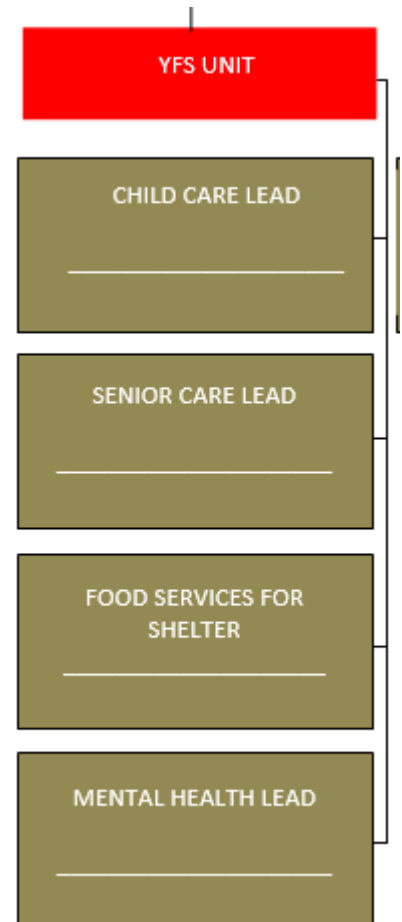 YFS UNIT
CHILD CARE LEAD
SENIOR CARE LEAD
FOOD SERVICES FOR
SHELTER
MENTAL HEALTH LEAD